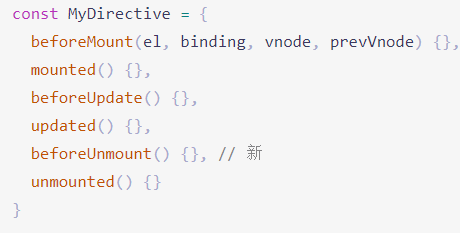 const MyDirective = {
  beforeMount(el, binding, vnode, prevVnode) {},
  mounted() {},
  beforeUpdate() {},
  updated() {},
  beforeUnmount() {}, // 新
  unmounted() {}
}